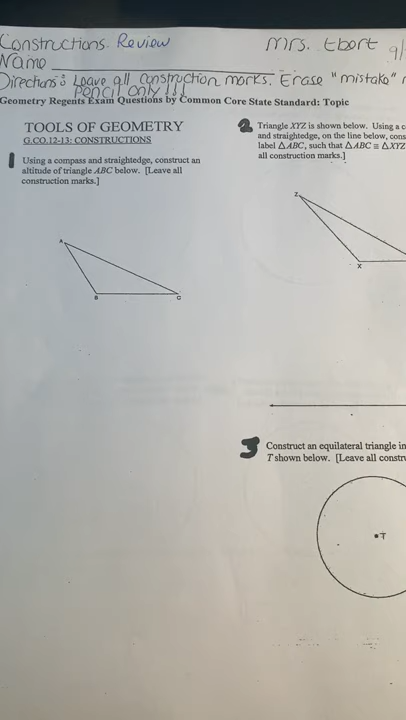 Constructions Review Mrs. Ebert 9/
Name
Directions: Leave all construction marks. Erase "mistake"
Pencil ONLY!!!
Geometry Regents Exam Questions by Common Core State Standard: Topic
TOOLS OF GEOMETRY
G.CO.12-13: CONSTRUCTIONS
1 Using a compass and straightedge, construct an
altitude of triangle ABC below. [Leave all
construction marks.]
A
B
C
2 Triangle XYZ is shown below. Using a c
and straightedge, on the line below, cons
label △ABC, such that △ABC ≅ △XYZ
all construction marks.]
Z
X
3 Construct an equilateral triangle in
T shown below. [Leave all constr
T